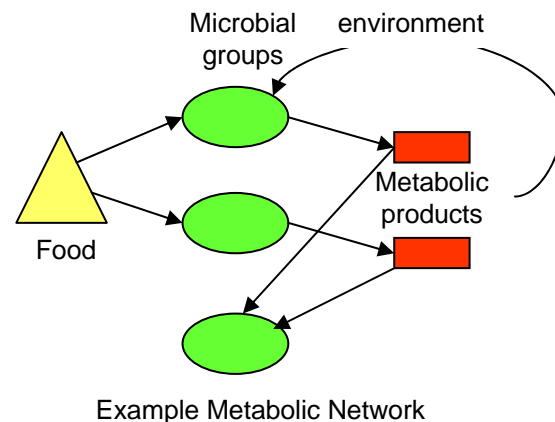 Microbial
groups
environment
Metabolic
products
Food
Example Metabolic Network